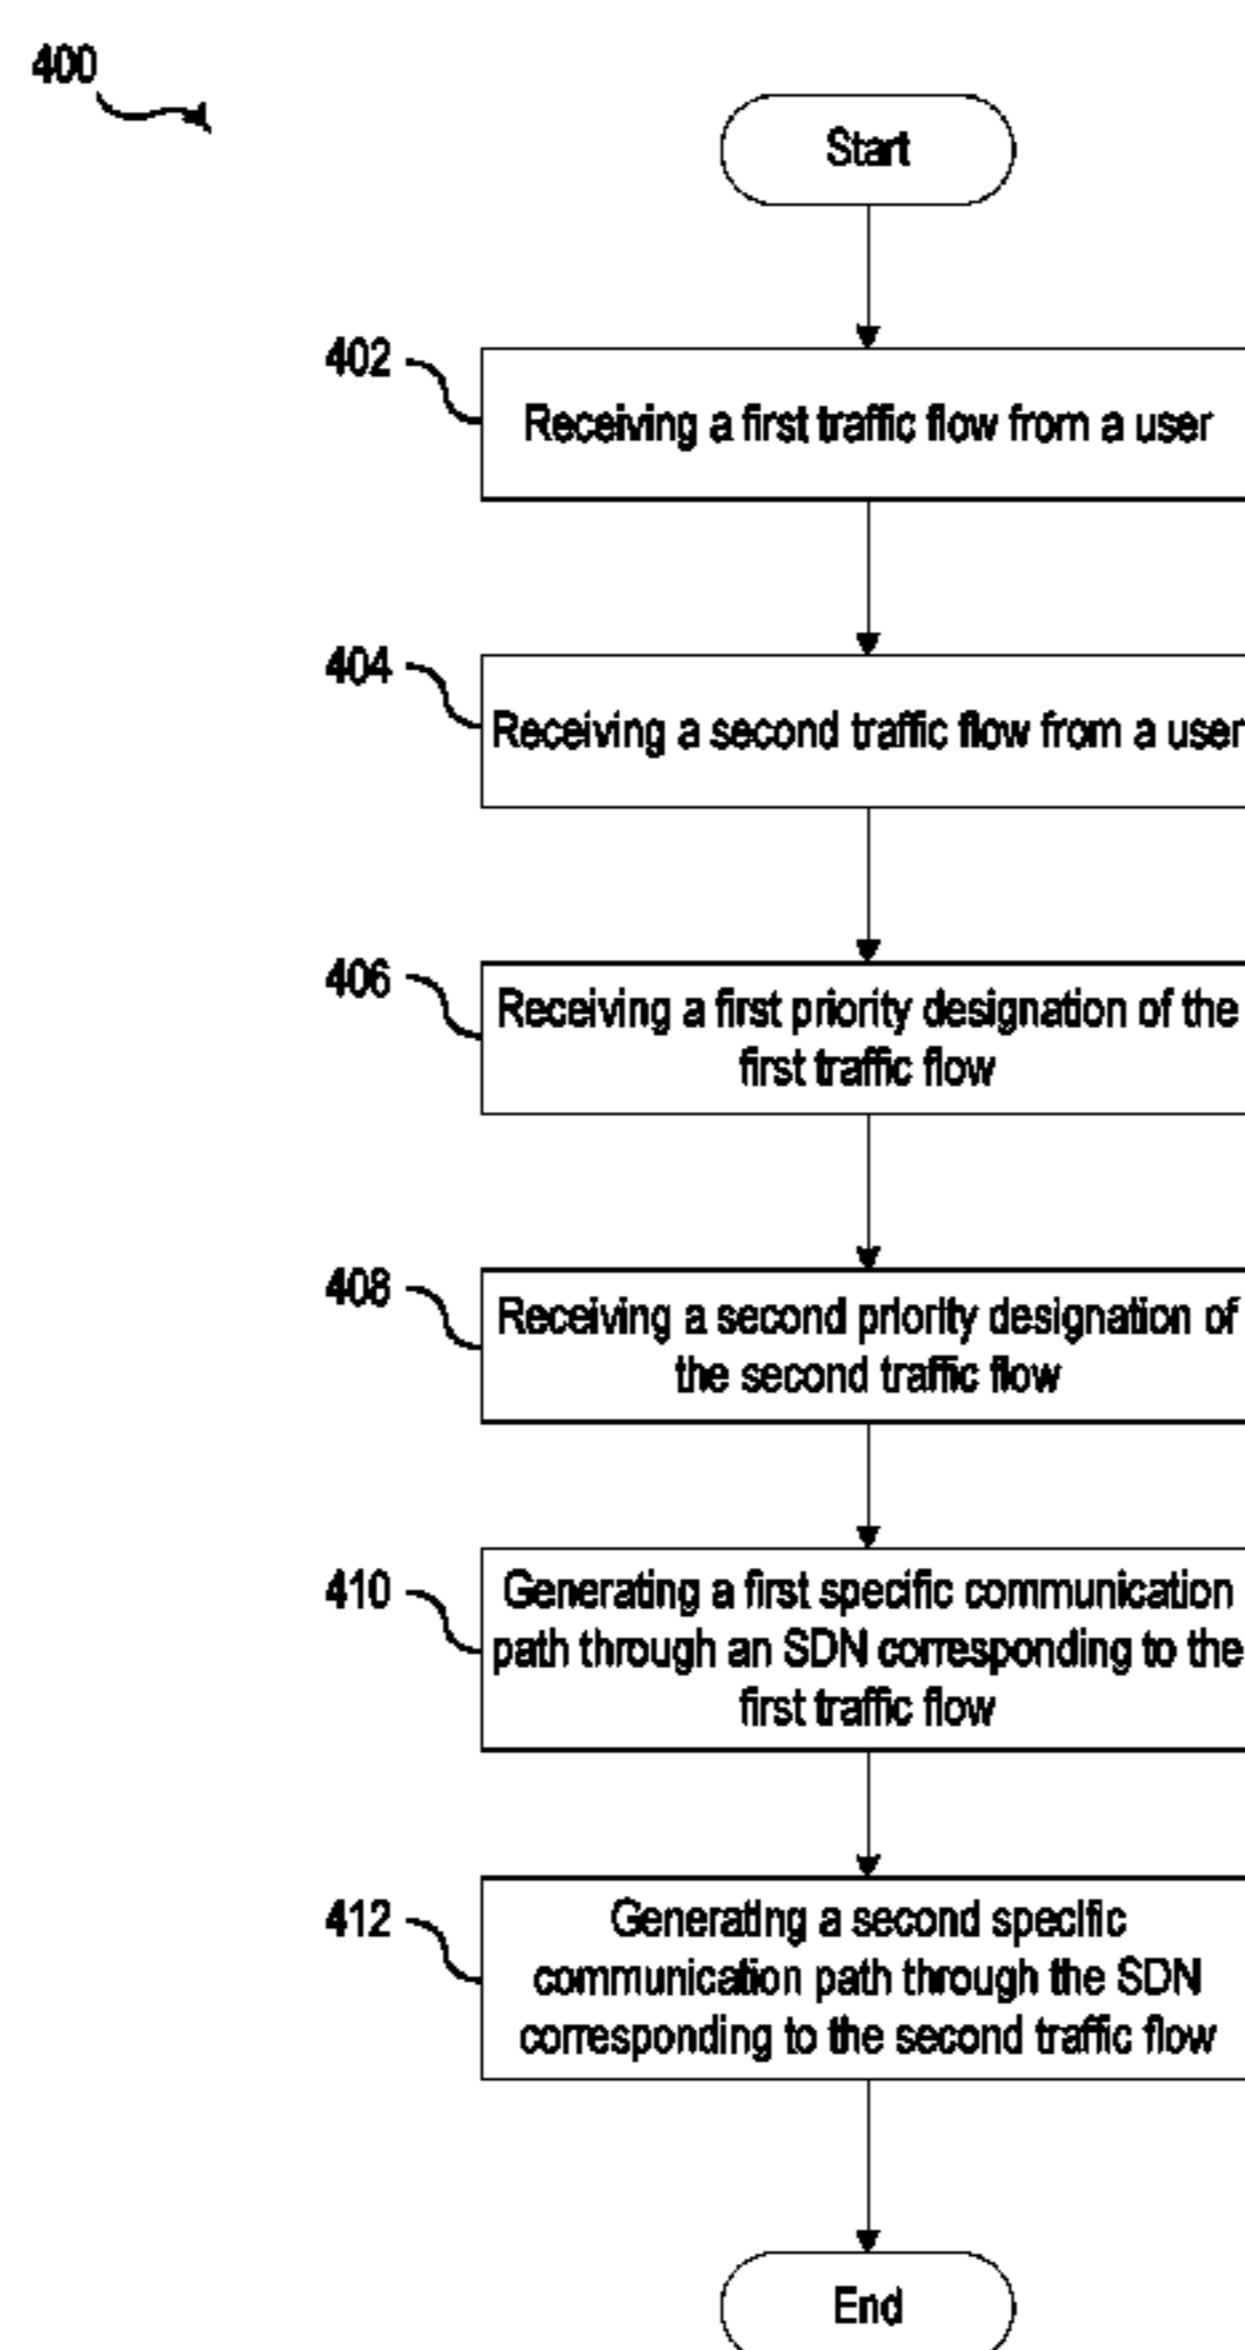 400
Start
402
Receiving a first traffic flow from a user
404
Receiving a second traffic flow from a user
406
Receiving a first priority designation of the
first traffic flow
408
Receiving a second priority designation of
the second traffic flow
410
Generating a first specific communication
path through an SDN corresponding to the
first traffic flow
412
Generating a second specific
communication path through the SDN
corresponding to the second traffic flow
End